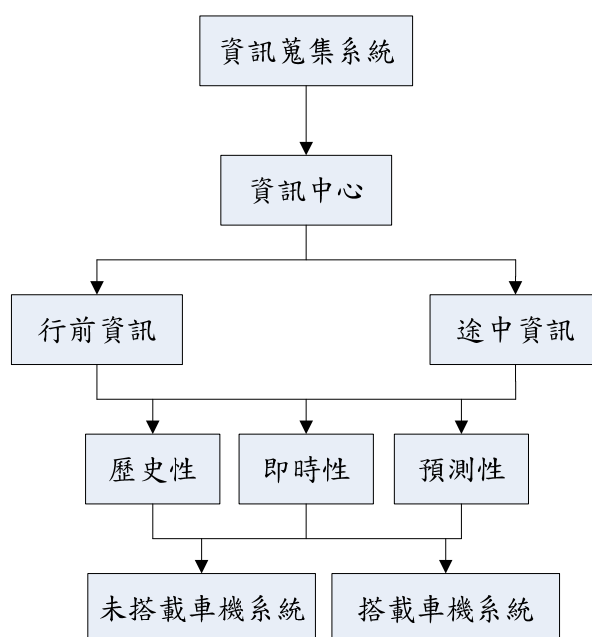 資訊蒐集系統
資訊中心
行前資訊
途中資訊
歷史性
即時性
預測性
未搭載車機系統
搭載車機系統